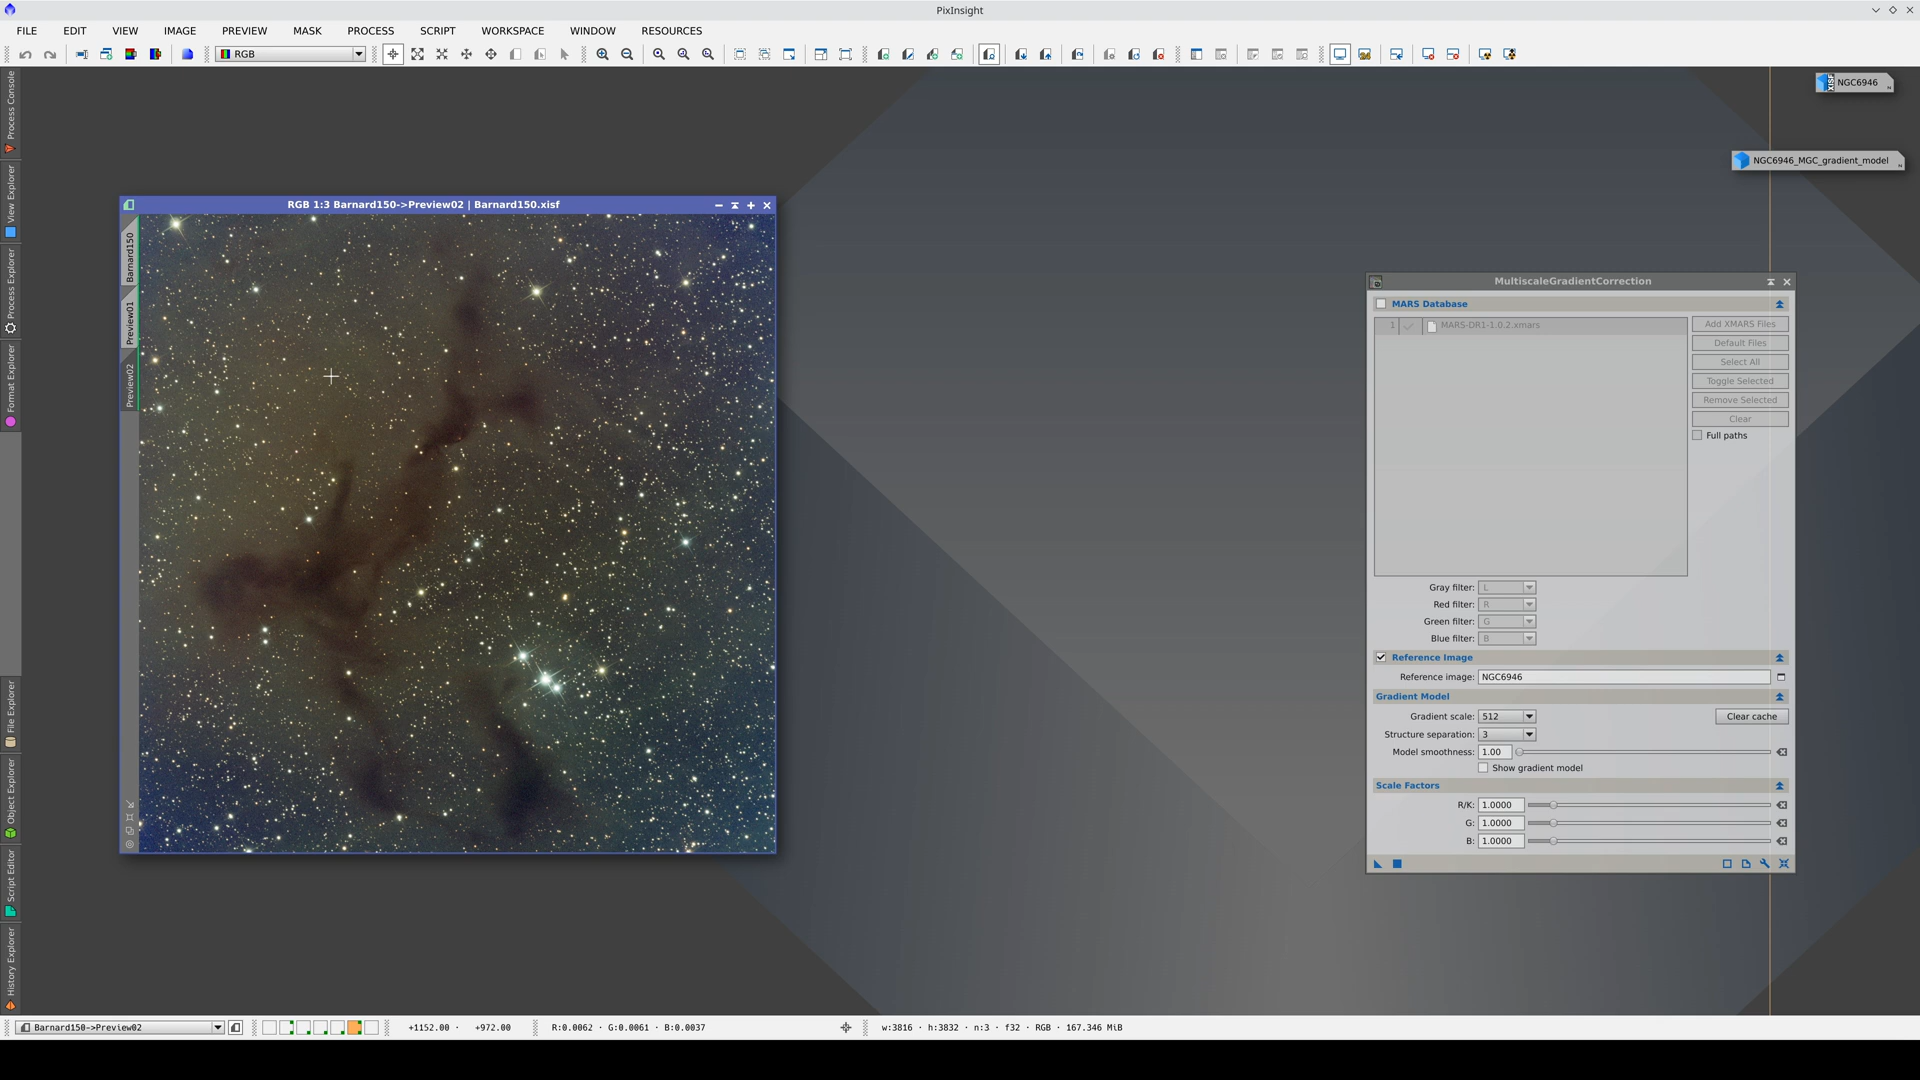 PixInsight
FILE EDIT VIEW IMAGE PREVIEW MASK PROCESS SCRIPT WORKSPACE WINDOW RESOURCES
RGB
Process Console
View Explorer
Process Explorer
Format Explorer
File Explorer
Object Explorer
Script Editor
History Explorer
NGC6946
NGC6946_MGC_gradient_model
RGB 1:3 Barnard150->Preview02 | Barnard150.xisf
Barnard150
Preview01
Preview02
MultiscaleGradientCorrection
MARS Database
1 MARS-DR1-1.0.2.xmars
Add XMARS Files
Default Files
Select All
Toggle Selected
Remove Selected
Clear
Full paths
Gray filter: L
Red filter: R
Green filter: G
Blue filter: B
Reference Image
Reference image: NGC6946
Gradient Model
Gradient scale: 512 Clear cache
Structure separation: 3
Model smoothness: 1.00
Show gradient model
Scale Factors
R/K: 1.0000
G: 1.0000
B: 1.0000
Barnard150->Preview02 +1152.00 · +972.00 R:0.0062 · G:0.0061 · B:0.0037 w:3816 · h:3832 · n:3 · f32 · RGB · 167.346 MiB